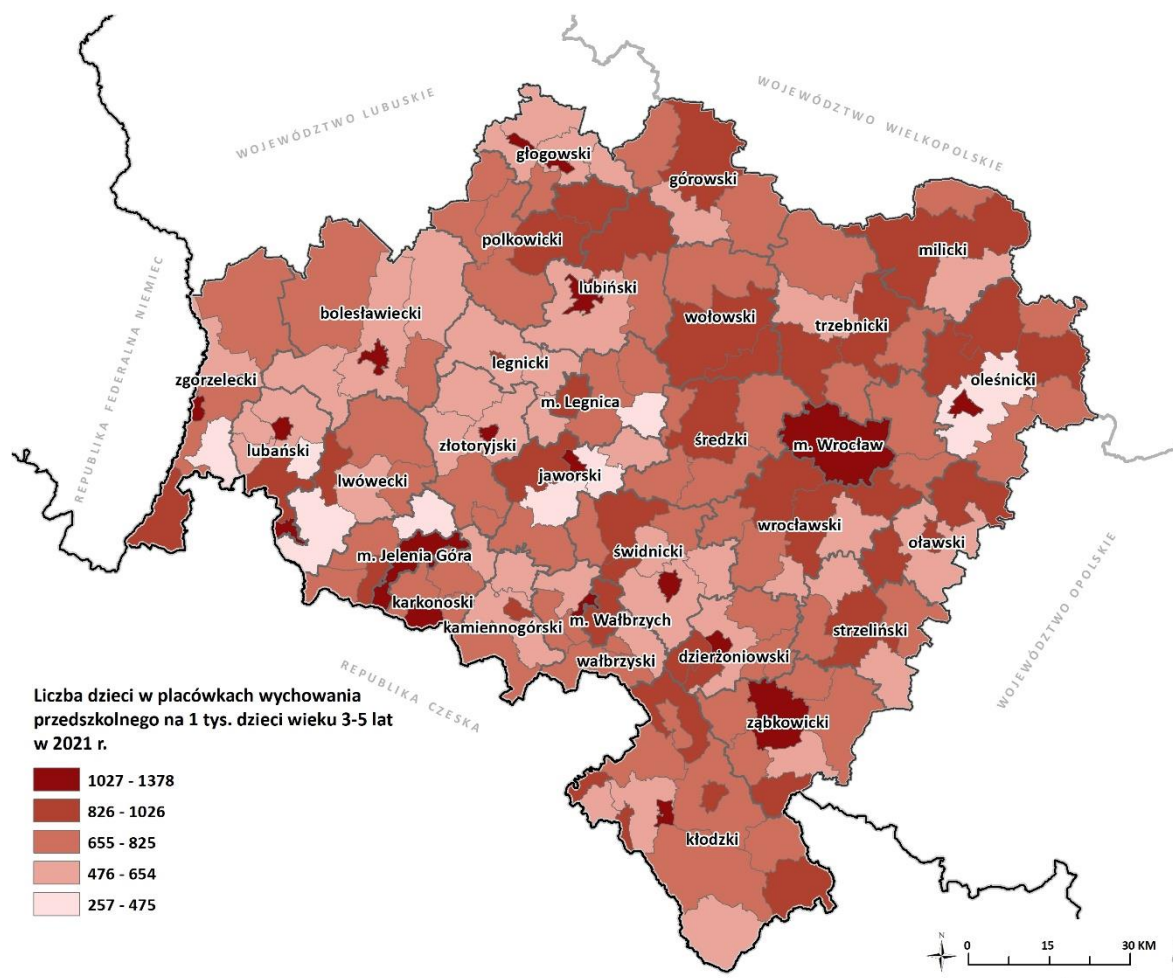 WOJEWÓDZTWO LUBUSKIE
WOJEWÓDZTWO WIELKOPOLSKIE
głogowski
górowski
polkowicki
milicki
lubiński
bolesławiecki
wołowski
trzebnicki
REPUBLIKA FEDERALNA NIEMIEC
zgorzelecki
legnicki
oleśnicki
m. Legnica
średzki
m. Wrocław
lubański
złotoryjski
lwówecki
jaworski
wrocławski
oławski
świdnicki
m. Jelenia Góra
karkonoski
kamiennogórski
m. Wałbrzych
strzeliński
wałbrzyski
dzierżoniowski
WOJEWÓDZTWO OPOLSKIE
REPUBLIKA CZESKA
ząbkowicki
kłodzki
Liczba dzieci w placówkach wychowania
przedszkolnego na 1 tys. dzieci wieku 3-5 lat
w 2021 r.
1027 - 1378
826 - 1026
655 - 825
476 - 654
257 - 475
N
0 15 30 KM